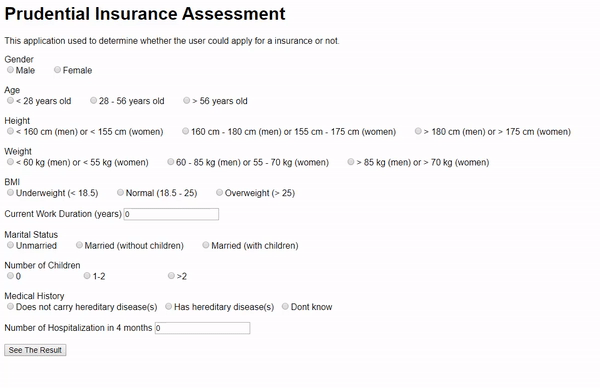 Prudential Insurance Assessment
This application used to determine whether the user could apply for a insurance or not.
Gender
Male Female
Age
< 28 years old 28 - 56 years old > 56 years old
Height
< 160 cm (men) or < 155 cm (women) 160 cm - 180 cm (men) or 155 cm - 175 cm (women) > 180 cm (men) or > 175 cm (women)
Weight
< 60 kg (men) or < 55 kg (women) 60 - 85 kg (men) or 55 - 70 kg (women) > 85 kg (men) or > 70 kg (women)
BMI
Underweight (< 18.5) Normal (18.5 - 25) Overweight (> 25)
Current Work Duration (years) 0
Marital Status
Unmarried Married (without children) Married (with children)
Number of Children
0 1-2 >2
Medical History
Does not carry hereditary disease(s) Has hereditary disease(s) Dont know
Number of Hospitalization in 4 months 0
See The Result